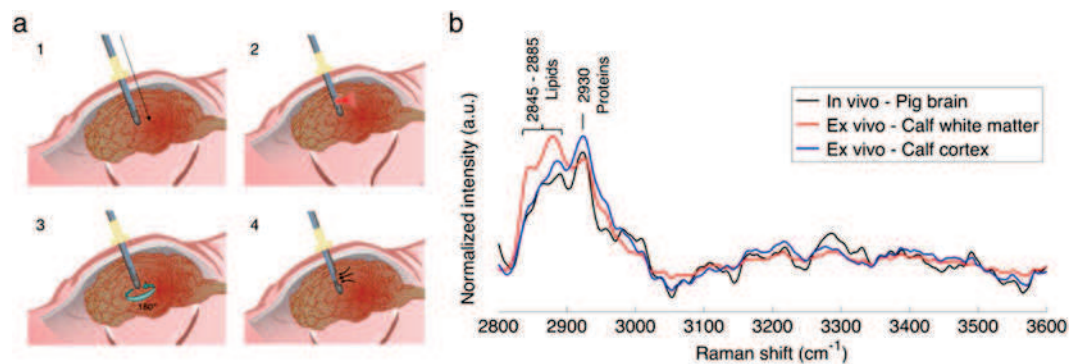 a
1
2
3
180°
4
b
2845 - 2885
Lipids
2930
Proteins
In vivo - Pig brain
Ex vivo - Calf white matter
Ex vivo - Calf cortex
Normalized intensity (a.u.)
2800 2900 3000 3100 3200 3300 3400 3500 3600
Raman shift (cm⁻¹)